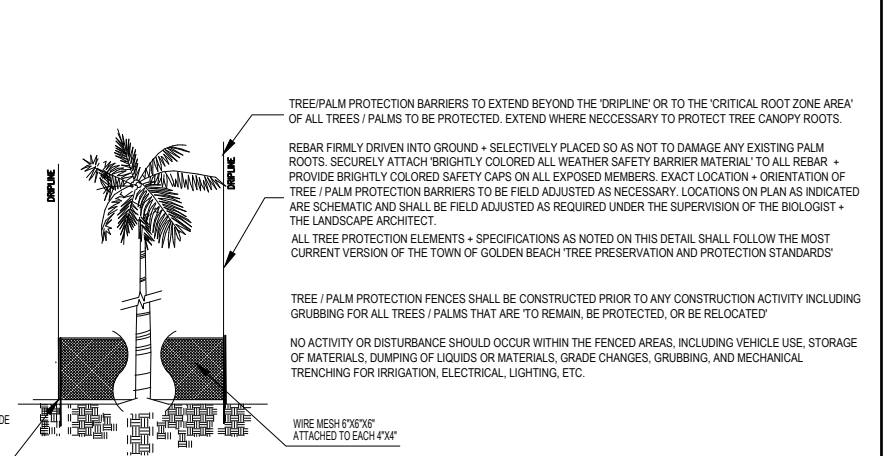 TREE/PALM PROTECTION BARRIERS TO EXTEND BEYOND THE 'DRIPLINE' OR TO THE 'CRITICAL ROOT ZONE AREA'
OF ALL TREES / PALMS TO BE PROTECTED. EXTEND WHERE NECCESSARY TO PROTECT TREE CANOPY ROOTS.
REBAR FIRMLY DRIVEN INTO GROUND + SELECTIVELY PLACED SO AS NOT TO DAMAGE ANY EXISTING PALM
ROOTS. SECURELY ATTACH 'BRIGHTLY COLORED ALL WEATHER SAFETY BARRIER MATERIAL' TO ALL REBAR +
PROVIDE BRIGHTLY COLORED SAFETY CAPS ON ALL EXPOSED MEMBERS. EXACT LOCATION + ORIENTATION OF
TREE / PALM PROTECTION BARRIERS TO BE FIELD ADJUSTED AS NECESSARY. LOCATIONS ON PLAN AS INDICATED
ARE SCHEMATIC AND SHALL BE FIELD ADJUSTED AS REQUIRED UNDER THE SUPERVISION OF THE BIOLOGIST +
THE LANDSCAPE ARCHITECT.
ALL TREE PROTECTION ELEMENTS + SPECIFICATIONS AS NOTED ON THIS DETAIL SHALL FOLLOW THE MOST
CURRENT VERSION OF THE TOWN OF GOLDEN BEACH 'TREE PRESERVATION AND PROTECTION STANDARDS'
TREE / PALM PROTECTION FENCES SHALL BE CONSTRUCTED PRIOR TO ANY CONSTRUCTION ACTIVITY INCLUDING
GRUBBING FOR ALL TREES / PALMS THAT ARE 'TO REMAIN, BE PROTECTED, OR BE RELOCATED'
NO ACTIVITY OR DISTURBANCE SHOULD OCCUR WITHIN THE FENCED AREAS, INCLUDING VEHICLE USE, STORAGE
OF MATERIALS, DUMPING OF LIQUIDS OR MATERIALS, GRADE CHANGES, GRUBBING, AND MECHANICAL
TRENCHING FOR IRRIGATION, ELECTRICAL, LIGHTING, ETC.
DRIPLINE
DRIPLINE
WIRE MESH 6"X6"X6"
ATTACHED TO EACH 4"X4"